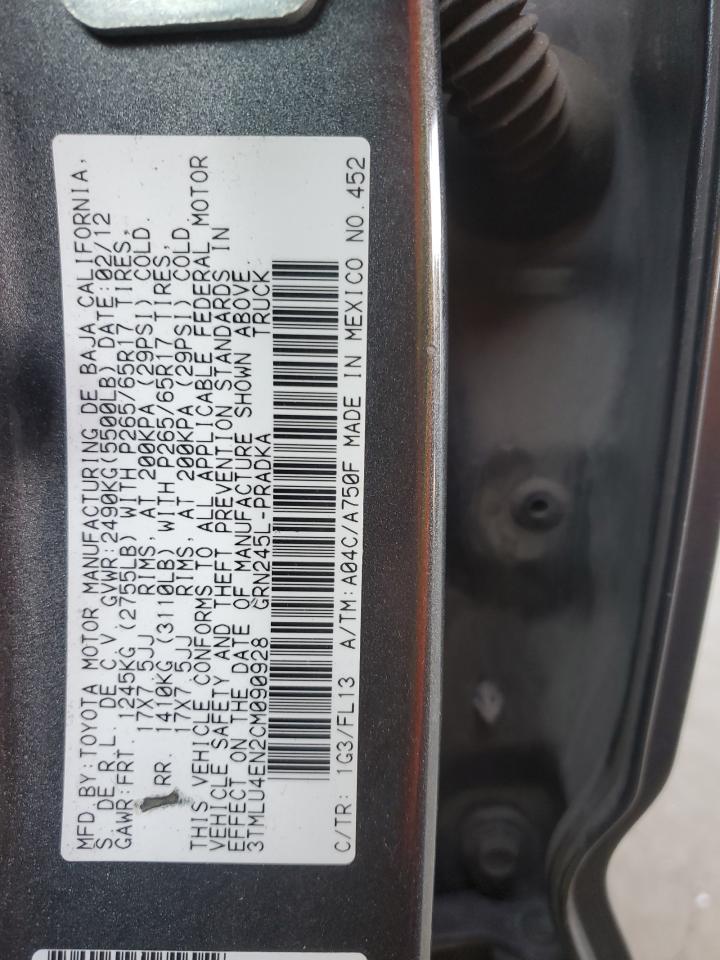 MFD BY:TOYOTA MOTOR MANUFACTURING DE BAJA CALIFORNIA,
S. DE R.L. DE C.V GVWR:2490KG(5500LB) DATE:02/12
GAWR:FRT. 1245KG (2755LB) WITH P265/65R17 TIRES,
17X7.5JJ RIMS, AT 200KPA (29PSI) COLD.
RR. 1410KG (3110LB) WITH P265/65R17 TIRES,
17X7.5JJ RIMS, AT 200KPA (29PSI) COLD
THIS VEHICLE CONFORMS TO ALL APPLICABLE FEDERAL MOTOR
VEHICLE SAFETY AND THEFT PREVENTION STANDARDS IN
EFFECT ON THE DATE OF MANUFACTURE SHOWN ABOVE.
3TMLU4EN2CM090928 GRN245L-PRADKA TRUCK
C/TR: 1G3/FL13 A/TM:A04C/A750F MADE IN MEXICO NO.452